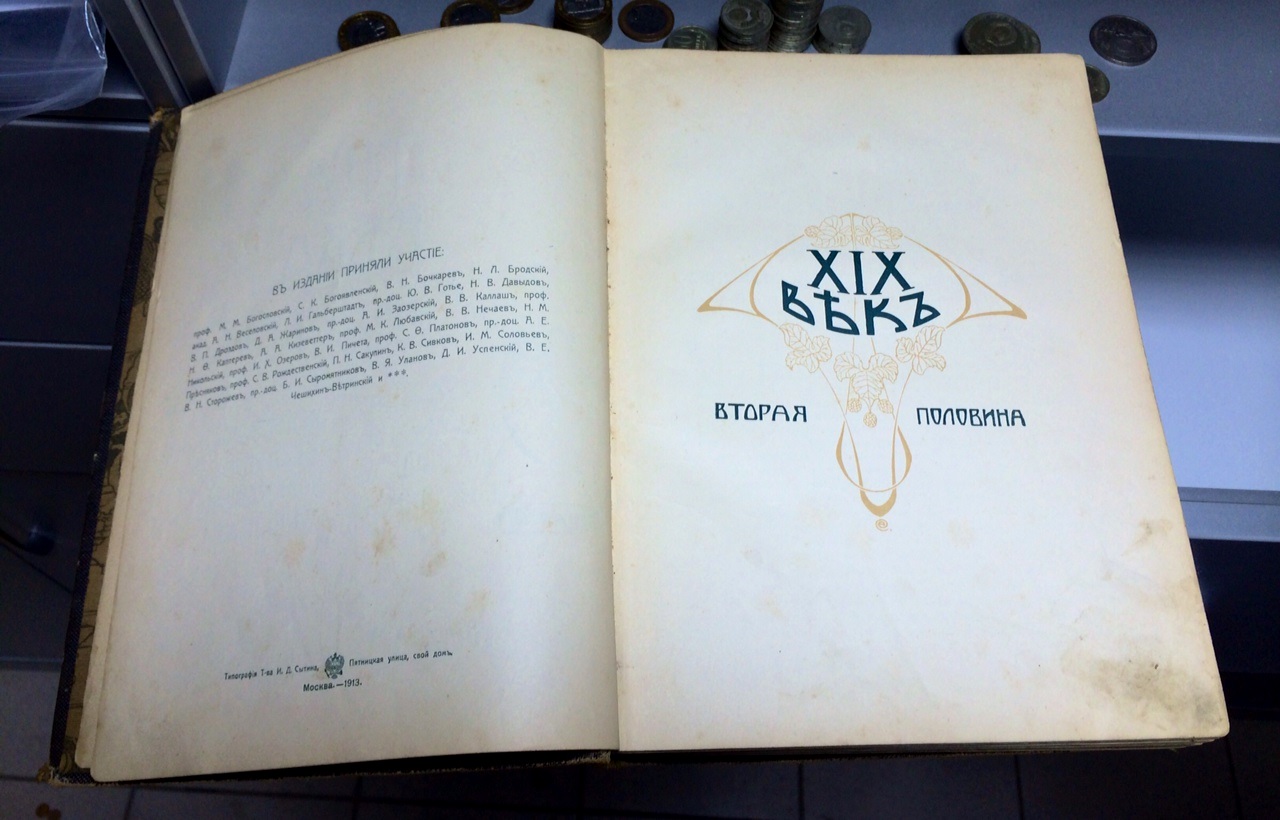 ВЪ ИЗДАНІИ ПРИНЯЛИ УЧАСТІЕ:
проф. М. М. Богословскій, С. К. Богоявленскій, В. Н. Бочкаревъ, Н. Л. Бродскій,
акад. А. Н. Веселовскій, Л. И. Гальберштадтъ, пр.-доц. Ю. В. Готье, Н. В. Давыдовъ,
В. П. Дроздовъ, Д. А. Жариновъ, пр.-доц. А. И. Заозерскій, В. В. Каллашъ, проф.
Н. Ѳ. Каптеревъ, А. А. Кизеветтеръ, проф. М. К. Любавскій, В. В. Нечаевъ, Н. М.
Никольскій, проф. И. Х. Озеровъ, В. И. Пичета, проф. С. Ѳ. Платоновъ, пр.-доц. А. Е.
Прѣсняковъ, проф. С. В. Рождественскій, П. Н. Сакулинъ, К. В. Сивковъ, И. М. Соловьевъ,
В. Н. Сторожевъ, пр.-доц. Б. И. Сыромятниковъ, В. Я. Улановъ, Д. И. Успенскій, В. Е.
Чешихинъ-Вѣтринскій и ***.
Типографія Т-ва И. Д. Сытина, Пятницкая улица, свой домъ.
Москва.—1913.
XIX
ВѢКЪ
ВТОРАЯ ПОЛОВИНА